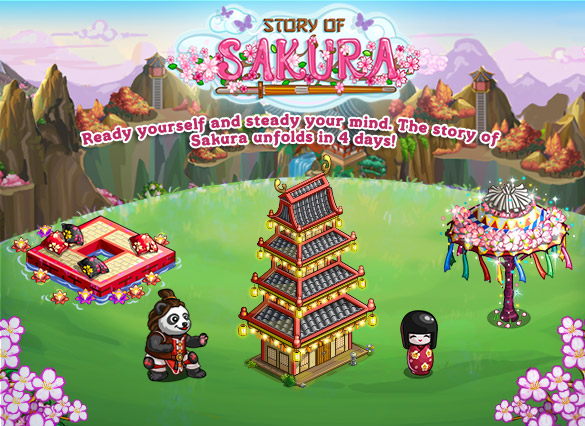 STORY OF
SAKURA
Ready yourself and steady your mind. The story of
Sakura unfolds in 4 days!